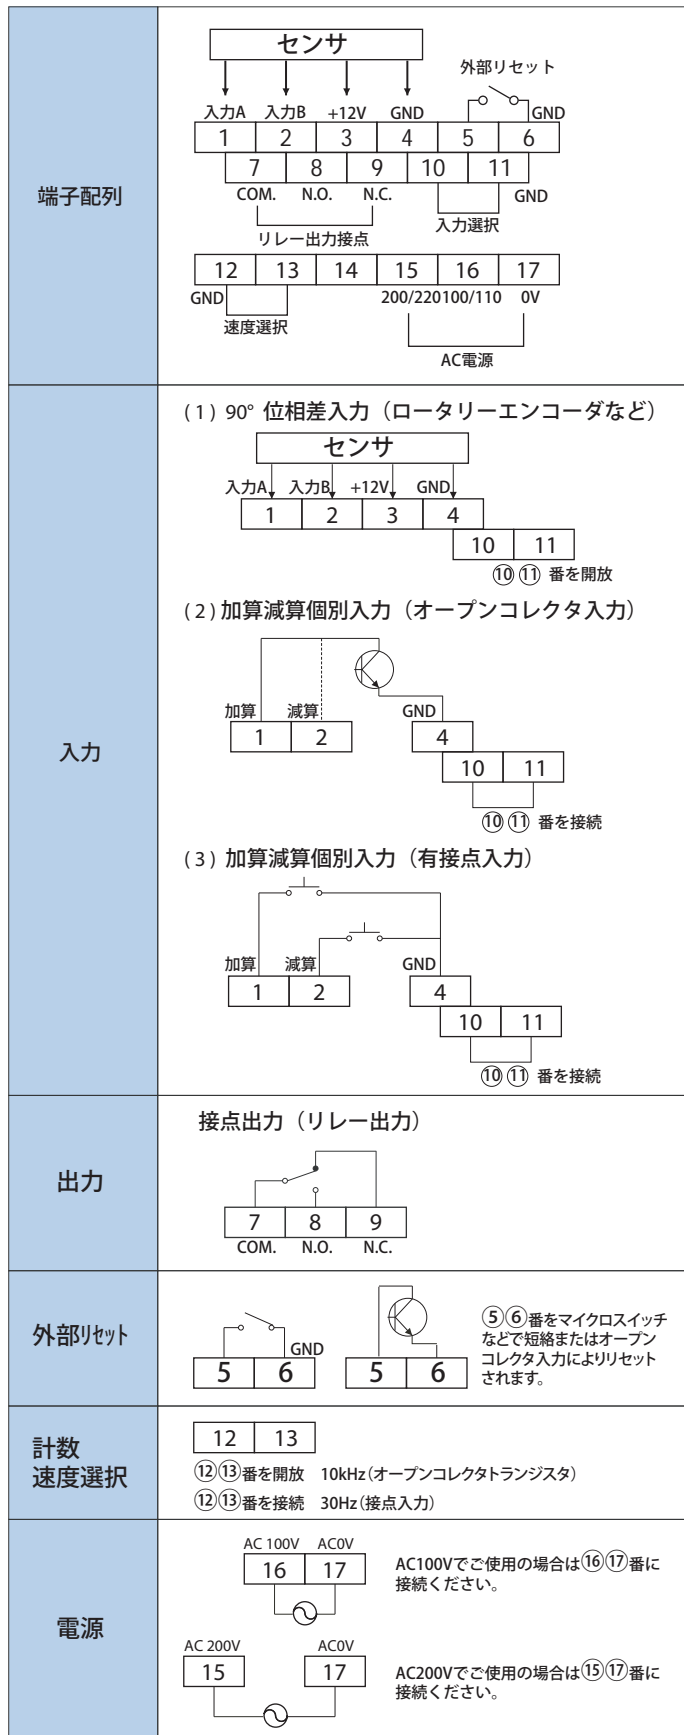 端子配列
センサ
外部リセット
入力A 入力B +12V GND GND
1 2 3 4 5 6
7 8 9 10 11
COM. N.O. N.C. GND
入力選択
リレー出力接点
12 13 14 15 16 17
GND 200/220 100/110 0V
速度選択
AC電源
入力
(1) 90° 位相差入力（ロータリーエンコーダなど）
センサ
入力A 入力B +12V GND
1 2 3 4
10 11
⑩⑪ 番を開放
(2) 加算減算個別入力（オープンコレクタ入力）
加算 減算 GND
1 2 4
10 11
⑩⑪ 番を接続
(3) 加算減算個別入力（有接点入力）
加算 減算 GND
1 2 4
10 11
⑩⑪ 番を接続
出力
接点出力（リレー出力）
7 8 9
COM. N.O. N.C.
外部リセット
GND
5 6
5 6
⑤⑥番をマイクロスイッチ
などで短絡またはオープン
コレクタ入力によりリセット
されます。
計数
速度選択
12 13
⑫⑬番を開放 10kHz（オープンコレクタトランジスタ）
⑫⑬番を接続 30Hz（接点入力）
電源
AC 100V AC0V
16 17
AC100Vでご使用の場合は⑯⑰番に
接続ください。
AC 200V AC0V
15 17
AC200Vでご使用の場合は⑮⑰番に
接続ください。